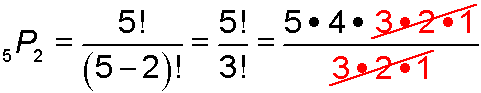 ₅P₂ = 5! / (5 – 2)! = 5! / 3! = 5 • 4 • 3 • 2 • 1 / 3 • 2 • 1